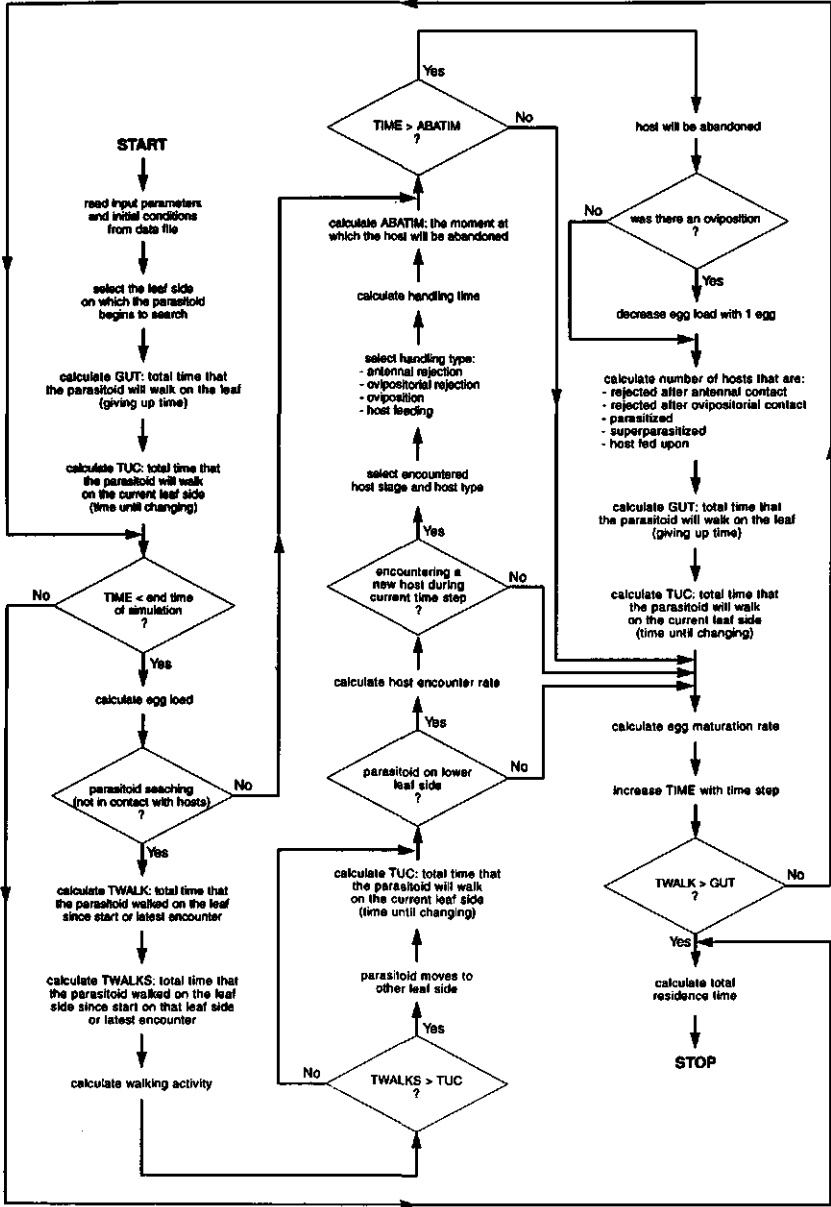 START
read input parameters
and initial conditions
from data file
select the leaf side
on which the parasitoid
begins to search
calculate GUT: total time that
the parasitoid will walk on the leaf
(giving up time)
calculate TUC: total time that
the parasitoid will walk
on the current leaf side
(time until changing)
TIME < end time
of simulation
?
No
Yes
calculate egg load
parasitoid seaching
(not in contact with hosts)
?
No
Yes
calculate TWALK: total time that
the parasitoid walked on the leaf
since start or latest encounter
calculate TWALKS: total time that
the parasitoid walked on the leaf
side since start on that leaf side
or latest encounter
calculate walking activity
TWALKS > TUC
?
No
Yes
parasitoid moves to
other leaf side
calculate TUC: total time that
the parasitoid will walk
on the current leaf side
(time until changing)
parasitoid on lower
leaf side
?
No
Yes
calculate host encounter rate
encountering a
new host during
current time step
?
No
Yes
select encountered
host stage and host type
select handling type:
- antennal rejection
- ovipositorial rejection
- oviposition
- host feeding
calculate handling time
calculate ABATIM: the moment at
which the host will be abandoned
TIME > ABATIM
?
No
Yes
host will be abandoned
was there an oviposition
?
No
Yes
decrease egg load with 1 egg
calculate number of hosts that are:
- rejected after antennal contact
- rejected after ovipositorial contact
- parasitized
- superparasitized
- host fed upon
calculate GUT: total time that
the parasitoid will walk on the leaf
(giving up time)
calculate TUC: total time that
the parasitoid will walk
on the current leaf side
(time until changing)
calculate egg maturation rate
increase TIME with time step
TWALK > GUT
?
No
Yes
calculate total
residence time
STOP